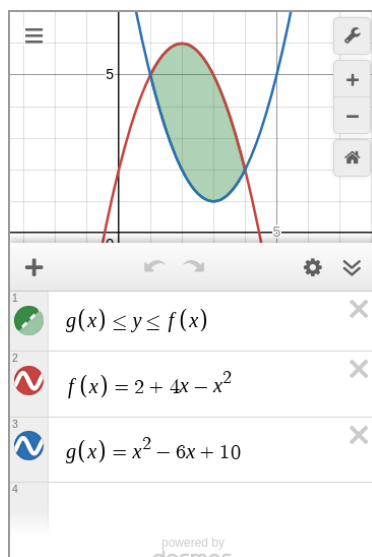 5
0
5
1
g(x) ≤ y ≤ f(x)
2
f(x) = 2 + 4x − x²
3
g(x) = x² − 6x + 10
4
powered by
desmos